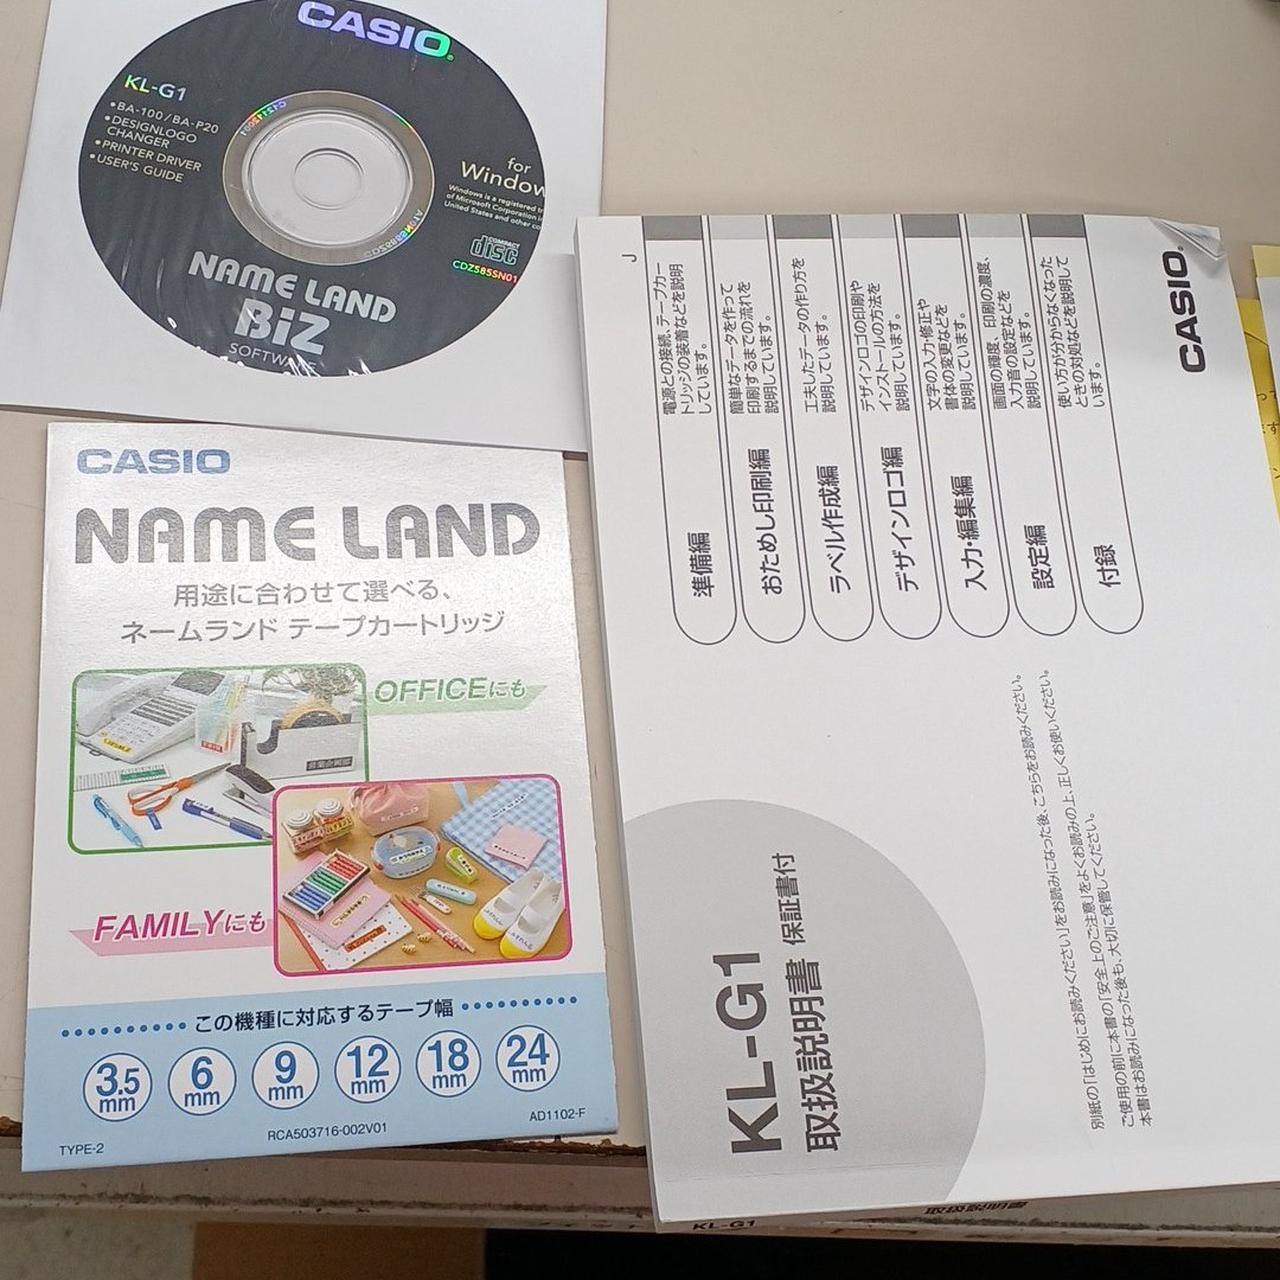 CASIO
KL-G1
•BA-100/BA-P20
•DESIGNLOGO
CHANGER
•PRINTER DRIVER
•USER'S GUIDE
for
Window
Windows is a registered
of Microsoft Corporation
United States and other
COMPACT
disc
CDZ585SN01
NAME LAND
BiZ
CASIO
NAME LAND
用途に合わせて選べる、
ネームランド テープカートリッジ
OFFICEにも
FAMILYにも
この機種に対応するテープ幅
3.5 mm
6 mm
9 mm
12 mm
18 mm
24 mm
TYPE-2
RCA503716-002V01
AD1102-F
J
準備編
電源との接続、テープカー
トリッジの装着などを説明
しています。
おためし印刷編
簡単なデータを作って
印刷するまでの流れを
説明しています。
ラベル作成編
工夫したデータの作り方を
説明しています。
デザインロゴ編
デザインロゴの印刷や
インストールの方法を
説明しています。
入力・編集編
文字の入力・修正や
書体の変更などを
説明しています。
設定編
画面の輝度、印刷の濃度、
入力音の設定などを
説明しています。
付録
使い方が分からなくなった
ときの対処などを説明して
います。
CASIO
KL-G1
取扱説明書 保証書付
別紙の「はじめにお読みください」をお読みになった後、こちらをお読みください。
ご使用の前に本書の「安全上のご注意」をよくお読みの上、正しくお使いください。
本書はお読みになった後も、大切に保管してください。
KL-G1
取扱説明書